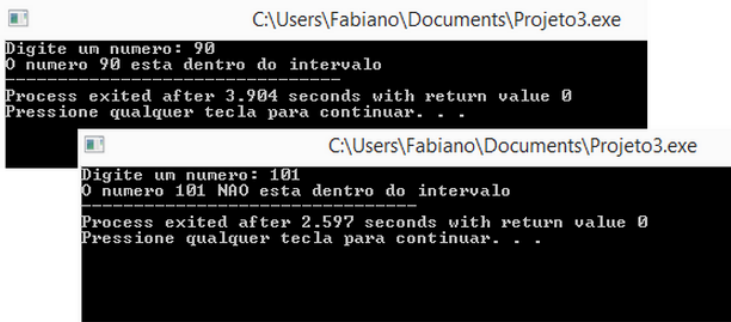 C:\Users\Fabiano\Documents\Projeto3.exe
Digite um numero: 90
O numero 90 esta dentro do intervalo
--------------------------------
Process exited after 3.904 seconds with return value 0
Pressione qualquer tecla para continuar. . .
C:\Users\Fabiano\Documents\Projeto3.exe
Digite um numero: 101
O numero 101 NAO esta dentro do intervalo
--------------------------------
Process exited after 2.597 seconds with return value 0
Pressione qualquer tecla para continuar. . .